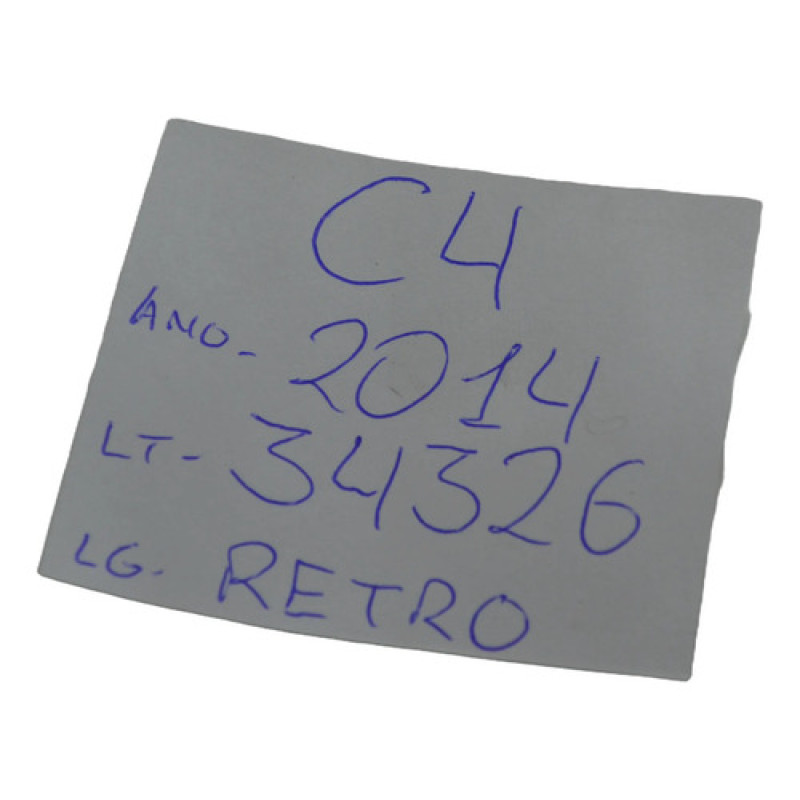 C4
ANO- 2014
LT- 34326
LG. RETRO